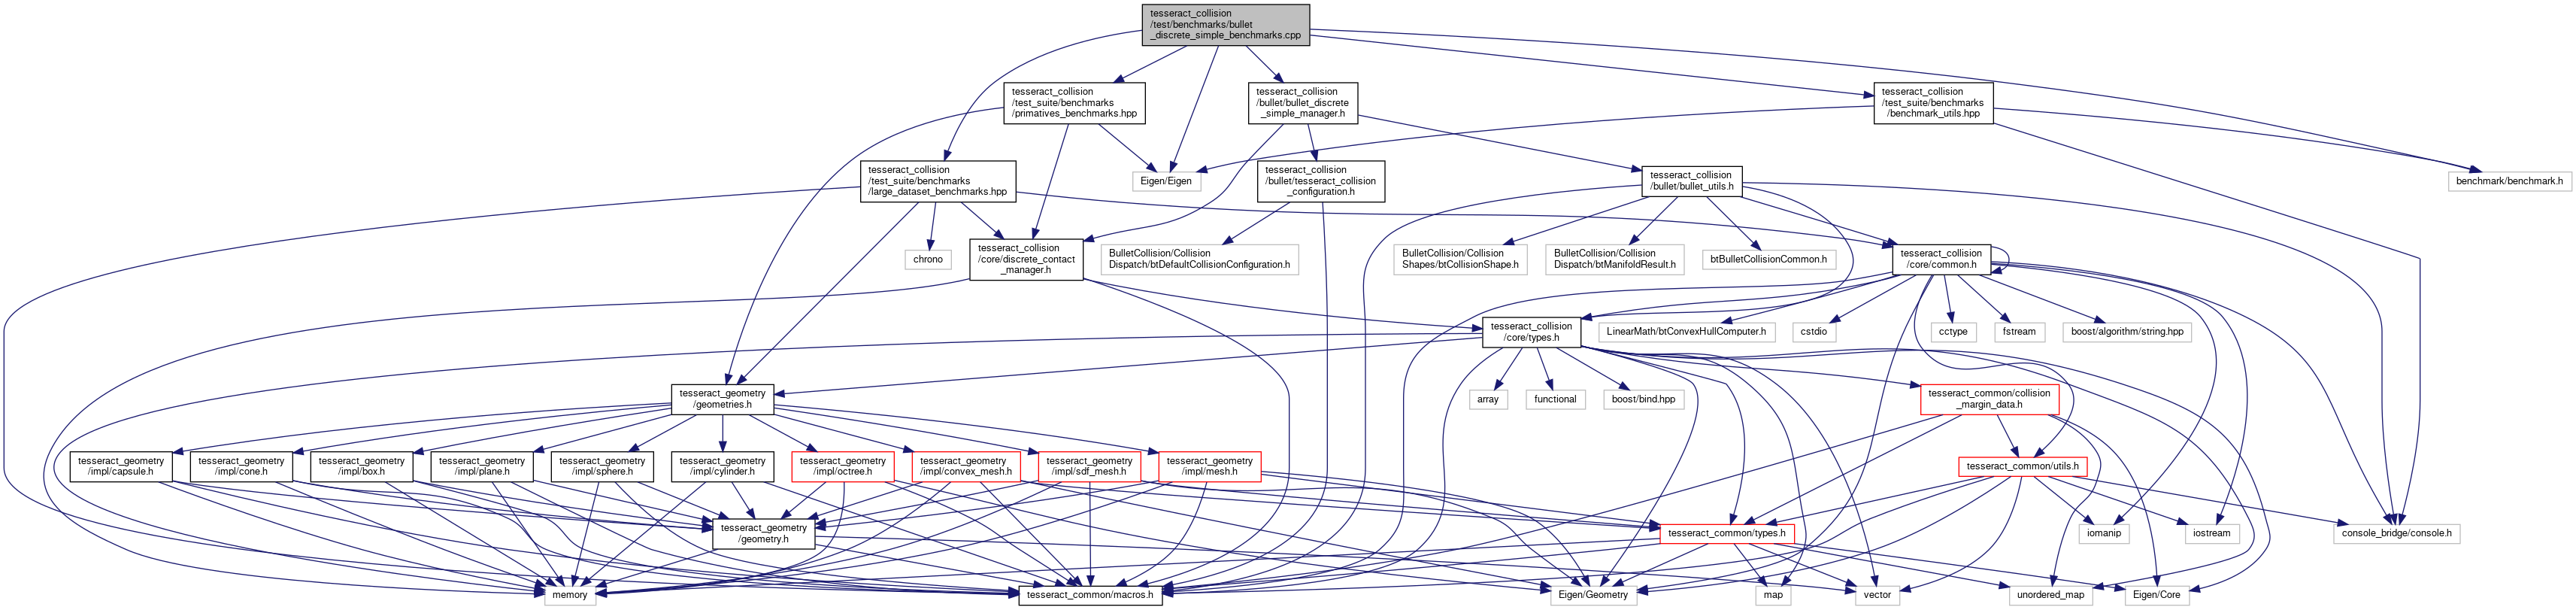 tesseract_collision
/test/benchmarks/bullet
_discrete_simple_benchmarks.cpp
tesseract_collision
/test_suite/benchmarks
/primatives_benchmarks.hpp
tesseract_collision
/bullet/bullet_discrete
_simple_manager.h
tesseract_collision
/test_suite/benchmarks
/benchmark_utils.hpp
tesseract_collision
/test_suite/benchmarks
/large_dataset_benchmarks.hpp
Eigen/Eigen
tesseract_collision
/bullet/tesseract_collision
_configuration.h
tesseract_collision
/bullet/bullet_utils.h
benchmark/benchmark.h
chrono
tesseract_collision
/core/discrete_contact
_manager.h
BulletCollision/Collision
Dispatch/btDefaultCollisionConfiguration.h
BulletCollision/Collision
Shapes/btCollisionShape.h
BulletCollision/Collision
Dispatch/btManifoldResult.h
btBulletCollisionCommon.h
tesseract_collision
/core/common.h
tesseract_collision
/core/types.h
LinearMath/btConvexHullComputer.h
cstdio
cctype
fstream
boost/algorithm/string.hpp
tesseract_geometry
/geometries.h
array
functional
boost/bind.hpp
tesseract_common/collision
_margin_data.h
tesseract_geometry
/impl/capsule.h
tesseract_geometry
/impl/cone.h
tesseract_geometry
/impl/box.h
tesseract_geometry
/impl/plane.h
tesseract_geometry
/impl/sphere.h
tesseract_geometry
/impl/cylinder.h
tesseract_geometry
/impl/octree.h
tesseract_geometry
/impl/convex_mesh.h
tesseract_geometry
/impl/sdf_mesh.h
tesseract_geometry
/impl/mesh.h
tesseract_common/utils.h
tesseract_geometry
/geometry.h
tesseract_common/types.h
iomanip
iostream
console_bridge/console.h
memory
tesseract_common/macros.h
Eigen/Geometry
map
vector
unordered_map
Eigen/Core